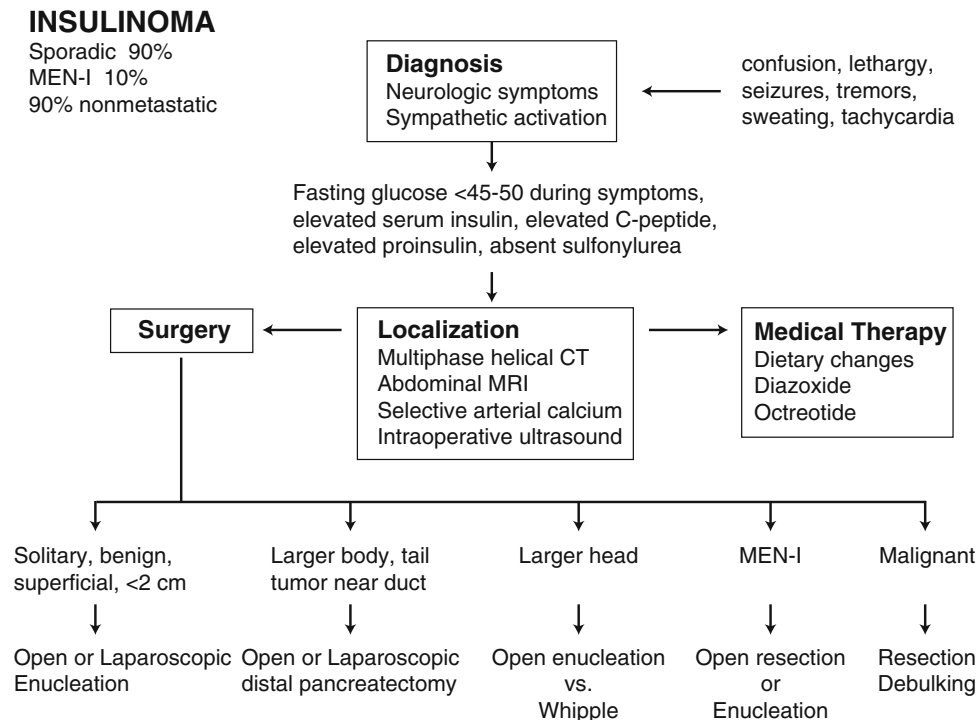 INSULINOMA
Sporadic 90%
MEN-I 10%
90% nonmetastatic
Diagnosis
Neurologic symptoms
Sympathetic activation
confusion, lethargy,
seizures, tremors,
sweating, tachycardia
Fasting glucose <45-50 during symptoms,
elevated serum insulin, elevated C-peptide,
elevated proinsulin, absent sulfonylurea
Surgery
Localization
Multiphase helical CT
Abdominal MRI
Selective arterial calcium
Intraoperative ultrasound
Medical Therapy
Dietary changes
Diazoxide
Octreotide
Solitary, benign,
superficial, <2 cm
Larger body, tail
tumor near duct
Larger head
MEN-I
Malignant
Open or Laparoscopic
Enucleation
Open or Laparoscopic
distal pancreatectomy
Open enucleation
vs.
Whipple
Open resection
or
Enucleation
Resection
Debulking